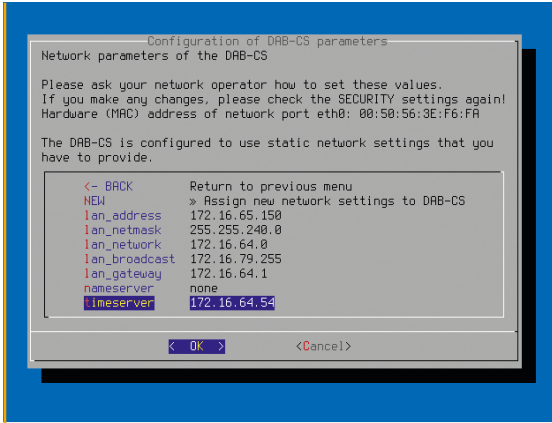 Configuration of DAB-CS parameters
Network parameters of the DAB-CS
Please ask your network operator how to set these values.
If you make any changes, please check the SECURITY settings again!
Hardware (MAC) address of network port eth0: 00:50:56:3E:F6:FA
The DAB-CS is configured to use static network settings that you
have to provide.
<- BACK Return to previous menu
NEW » Assign new network settings to DAB-CS
lan_address 172.16.65.150
lan_netmask 255.255.240.0
lan_network 172.16.64.0
lan_broadcast 172.16.79.255
lan_gateway 172.16.64.1
nameserver none
timeserver 172.16.64.54
< OK > <Cancel>